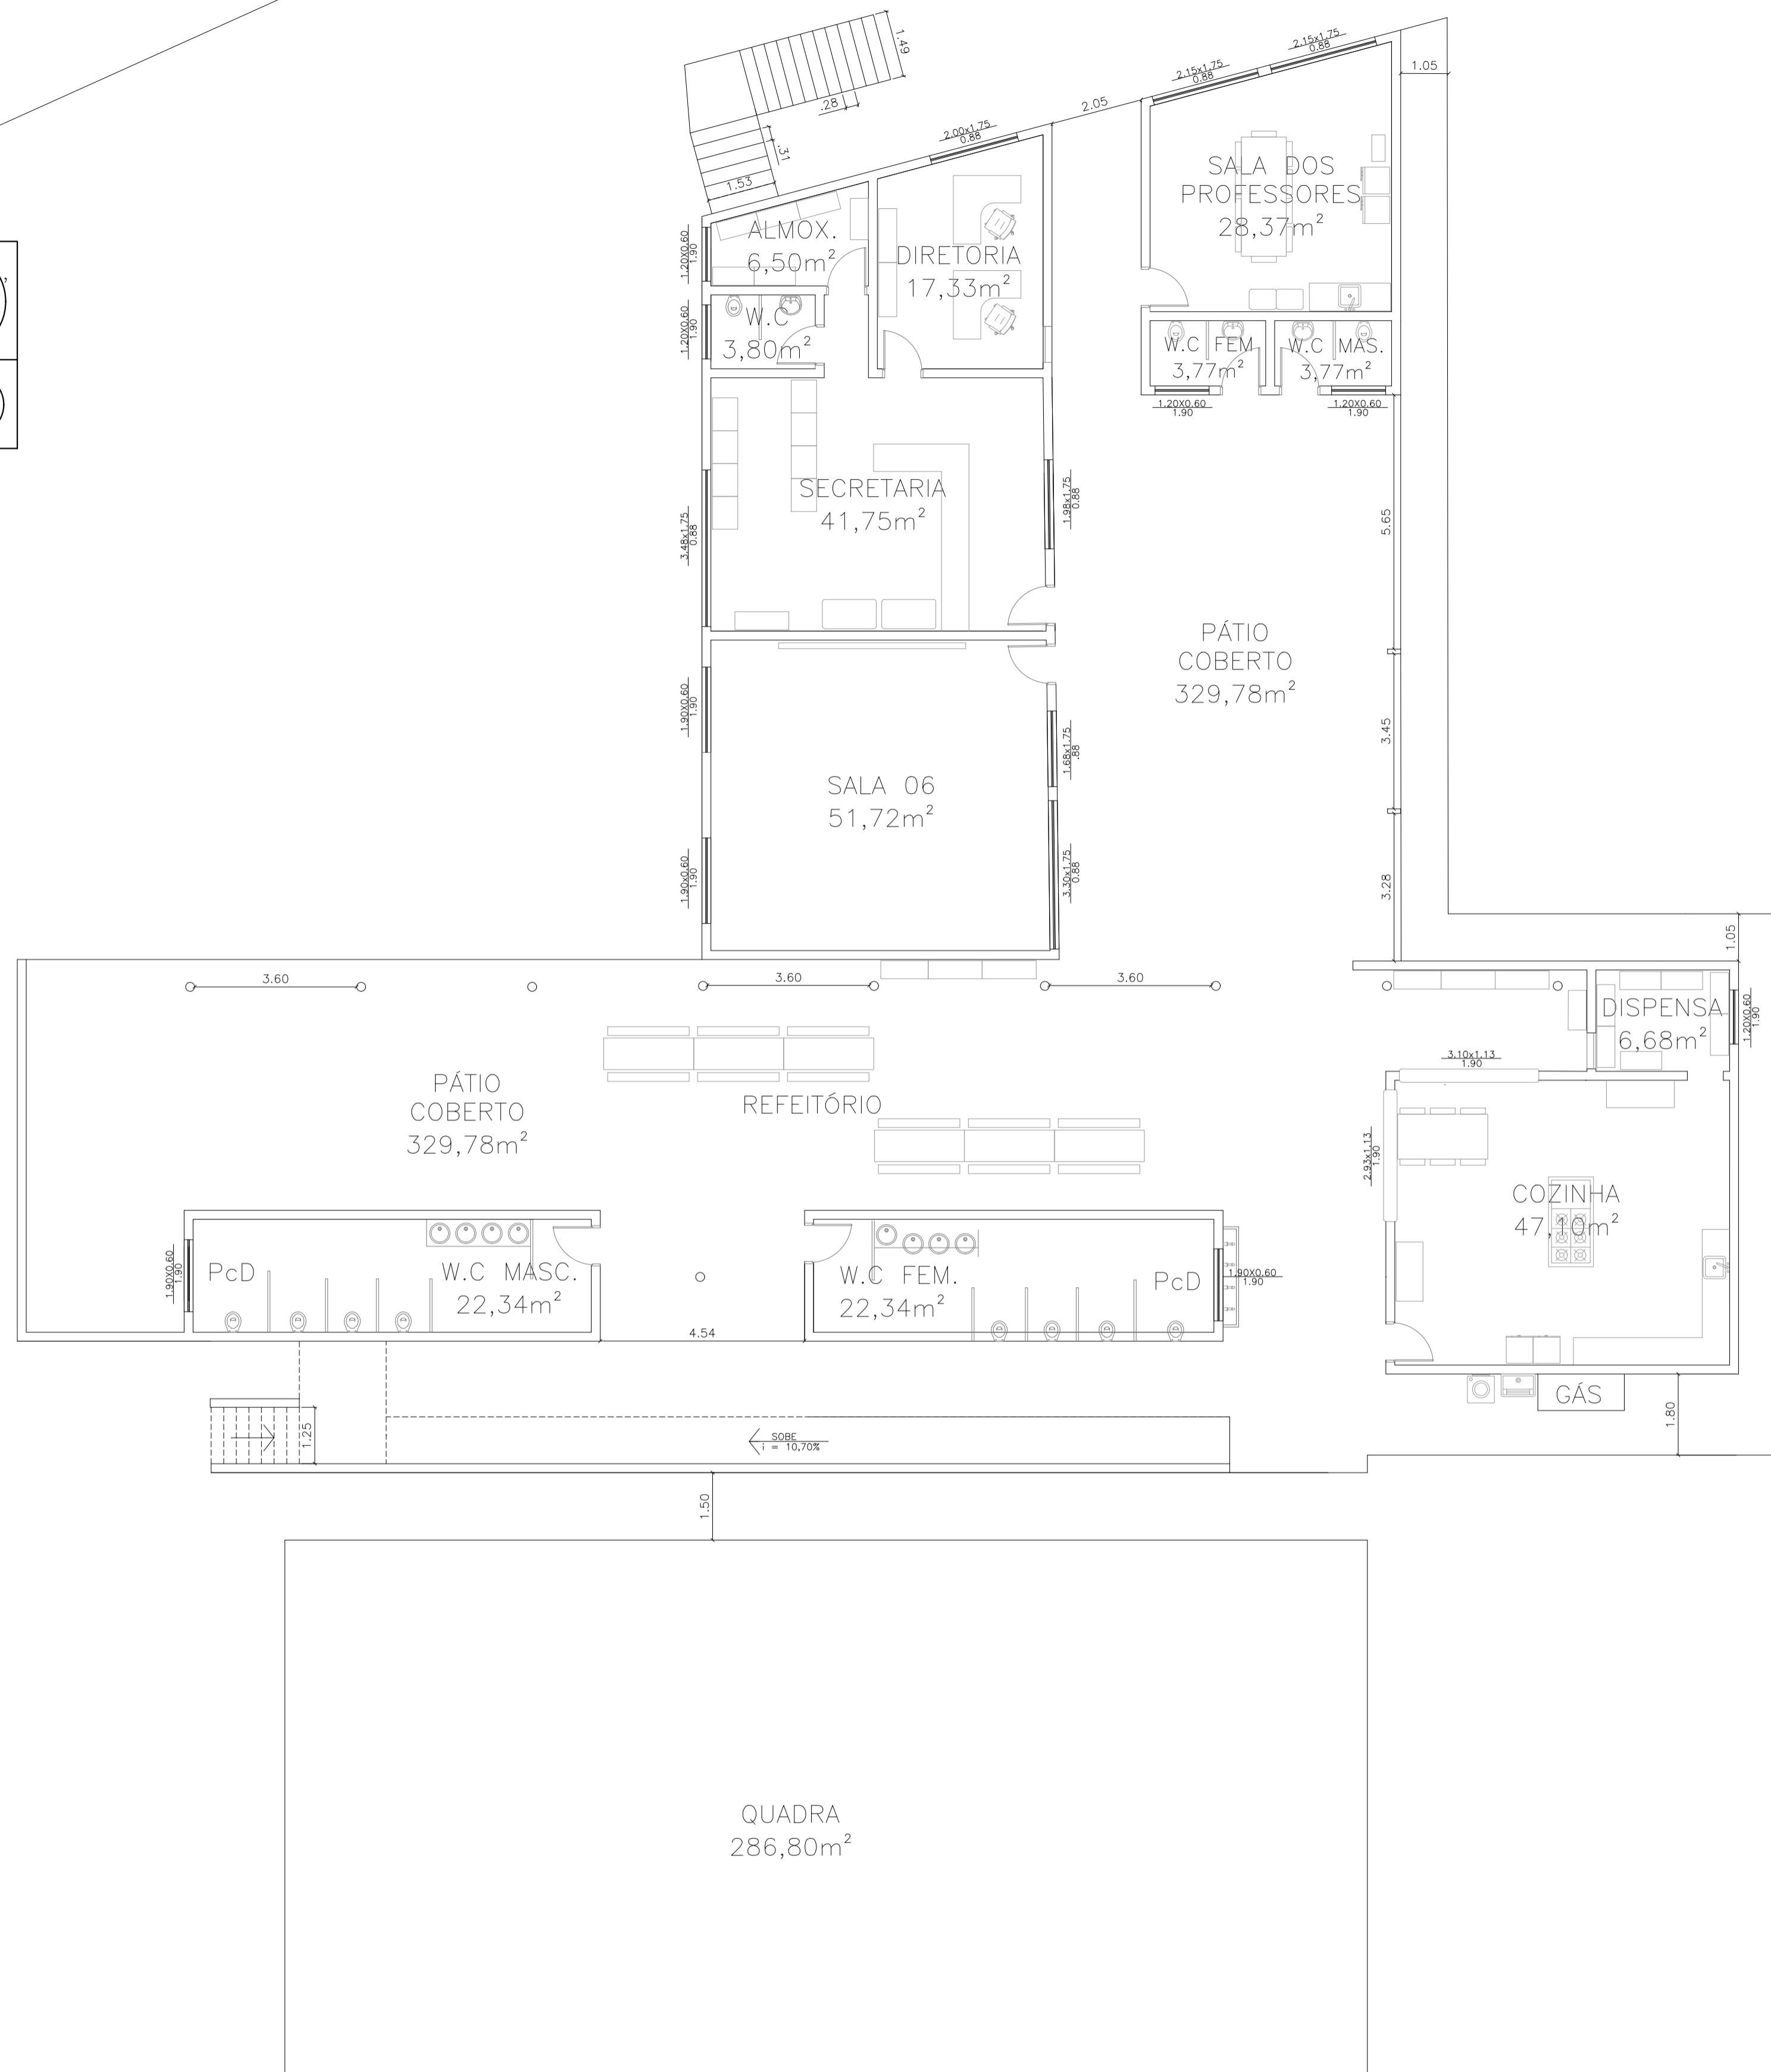 1.49
.28
.31
1.53
2.00x1.75
0.88
2.05
2.15x1.75
0.88
2.15x1.75
0.88
1.05
SALA DOS
PROFESSORES
28,37m²
ALMOX.
6,50m²
1.20X0.60
1.90
DIRETORIA
17,33m²
W.C
3,80m²
1.20X0.60
1.90
W.C FEM
3,77m²
W.C MAS.
3,77m²
1.20X0.60
1.90
1.20X0.60
1.90
SECRETARIA
41,75m²
3.48x1.75
0.88
1.98x1.75
0.88
5.65
PÁTIO
COBERTO
329,78m²
1.90X0.60
1.90
1.68x1.75
.88
3.45
SALA 06
51,72m²
1.90x0.60
1.90
3.30x1.75
0.88
3.28
1.05
3.60
3.60
3.60
DISPENSA
6,68m²
1.20X0.60
1.90
3.10x1.13
1.90
PÁTIO
COBERTO
329,78m²
REFEITÓRIO
2.93x1.13
1.90
COZINHA
47,10m²
1.90X0.60
1.90
PcD
W.C MASC.
22,34m²
W.C FEM.
22,34m²
PcD
1.90X0.60
1.90
4.54
GÁS
1.80
1.25
SOBE
i = 10,70%
1.50
QUADRA
286,80m²